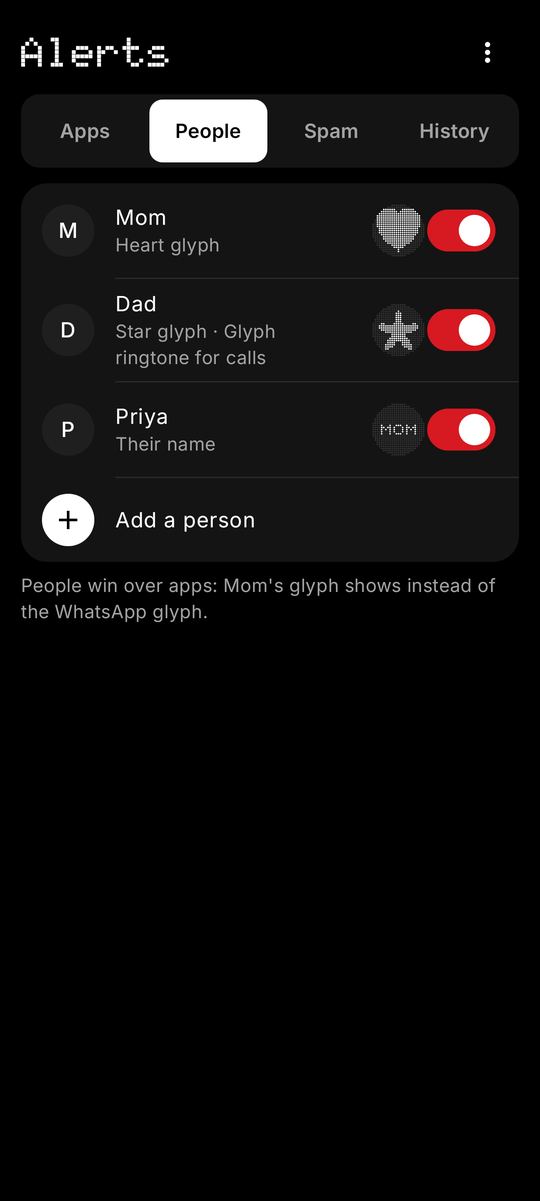 Alerts
Apps
People
Spam
History
M
Mom
Heart glyph
D
Dad
Star glyph · Glyph
ringtone for calls
P
Priya
Their name
MOM
Add a person
People win over apps: Mom's glyph shows instead of
the WhatsApp glyph.